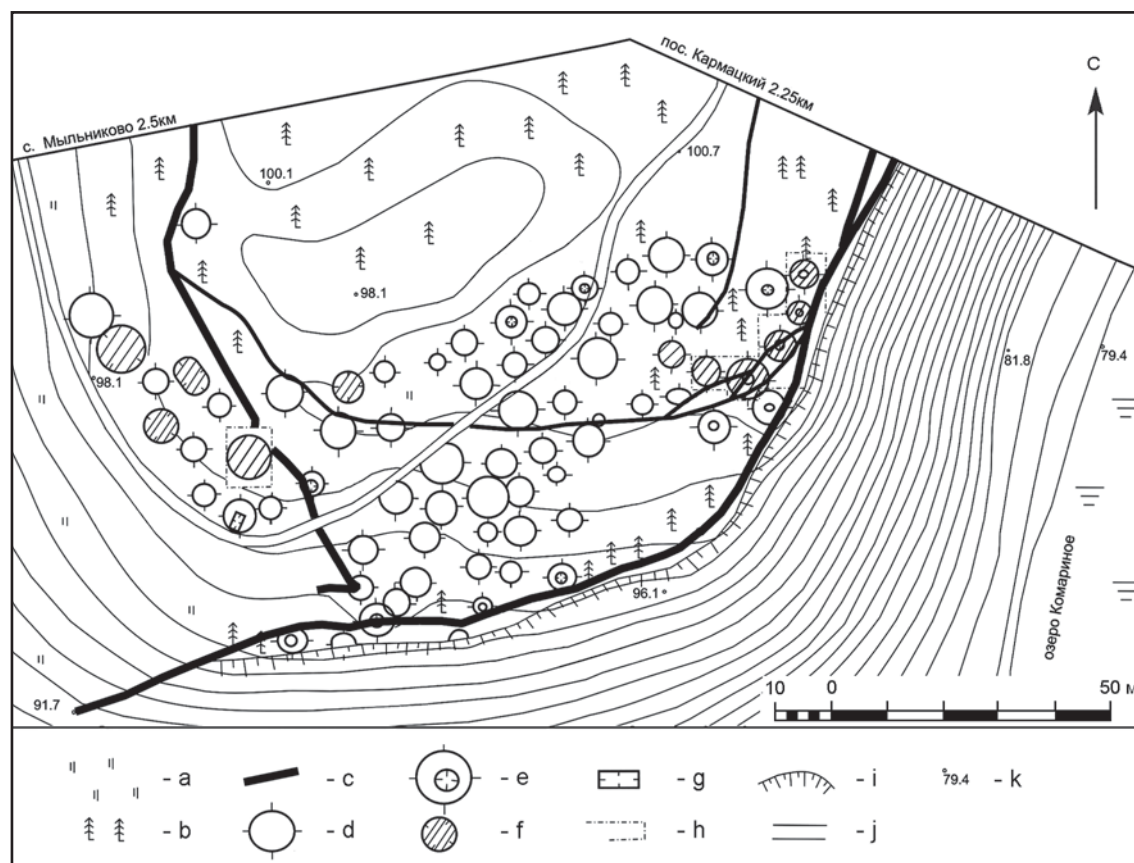 с. Мыльниково 2.5км
пос. Кармацкий 2.25км
С
100.7
100.1
98.1
98.1
81.8
79.4
96.1
91.7
озеро Комариное
10 0 50 м
- a
- c
- e
- g
- i
79.4 - k
- b
- d
- f
- h
- j